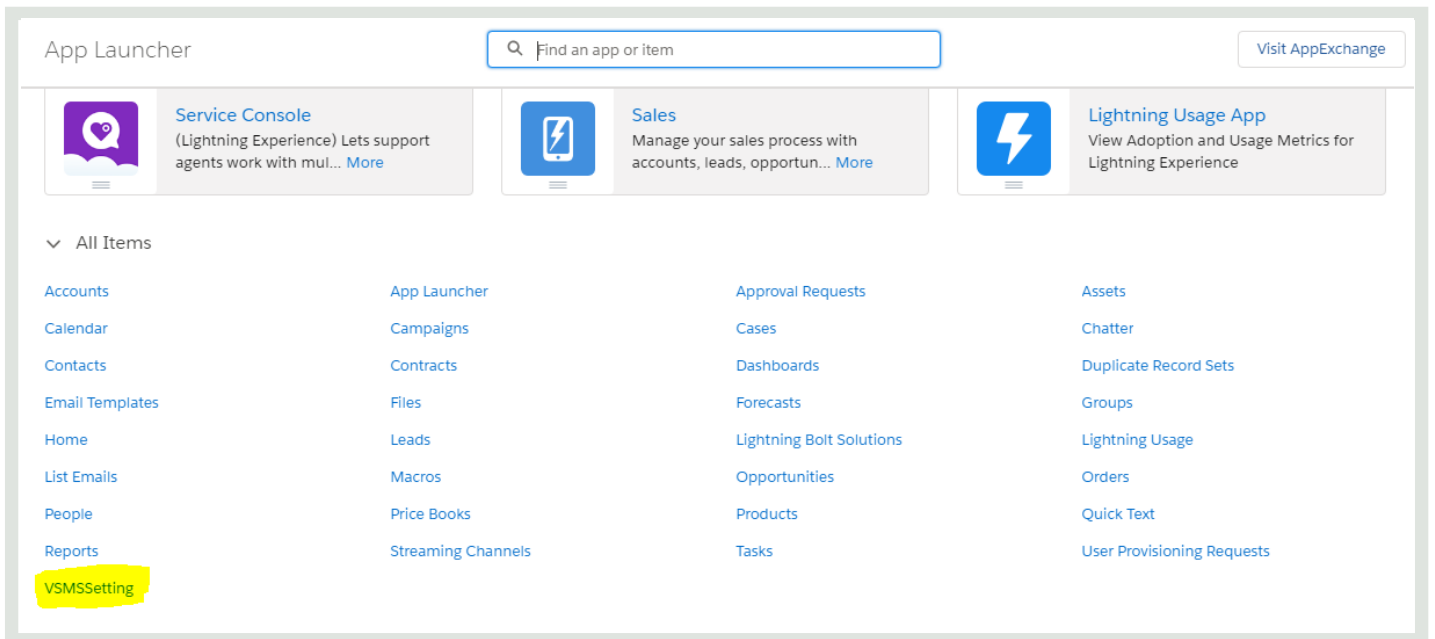 App Launcher
Find an app or item
Visit AppExchange
Service Console
(Lightning Experience) Lets support
agents work with mul... More
Sales
Manage your sales process with
accounts, leads, opportun... More
Lightning Usage App
View Adoption and Usage Metrics for
Lightning Experience
All Items
Accounts
App Launcher
Approval Requests
Assets
Calendar
Campaigns
Cases
Chatter
Contacts
Contracts
Dashboards
Duplicate Record Sets
Email Templates
Files
Forecasts
Groups
Home
Leads
Lightning Bolt Solutions
Lightning Usage
List Emails
Macros
Opportunities
Orders
People
Price Books
Products
Quick Text
Reports
Streaming Channels
Tasks
User Provisioning Requests
VSMSSetting